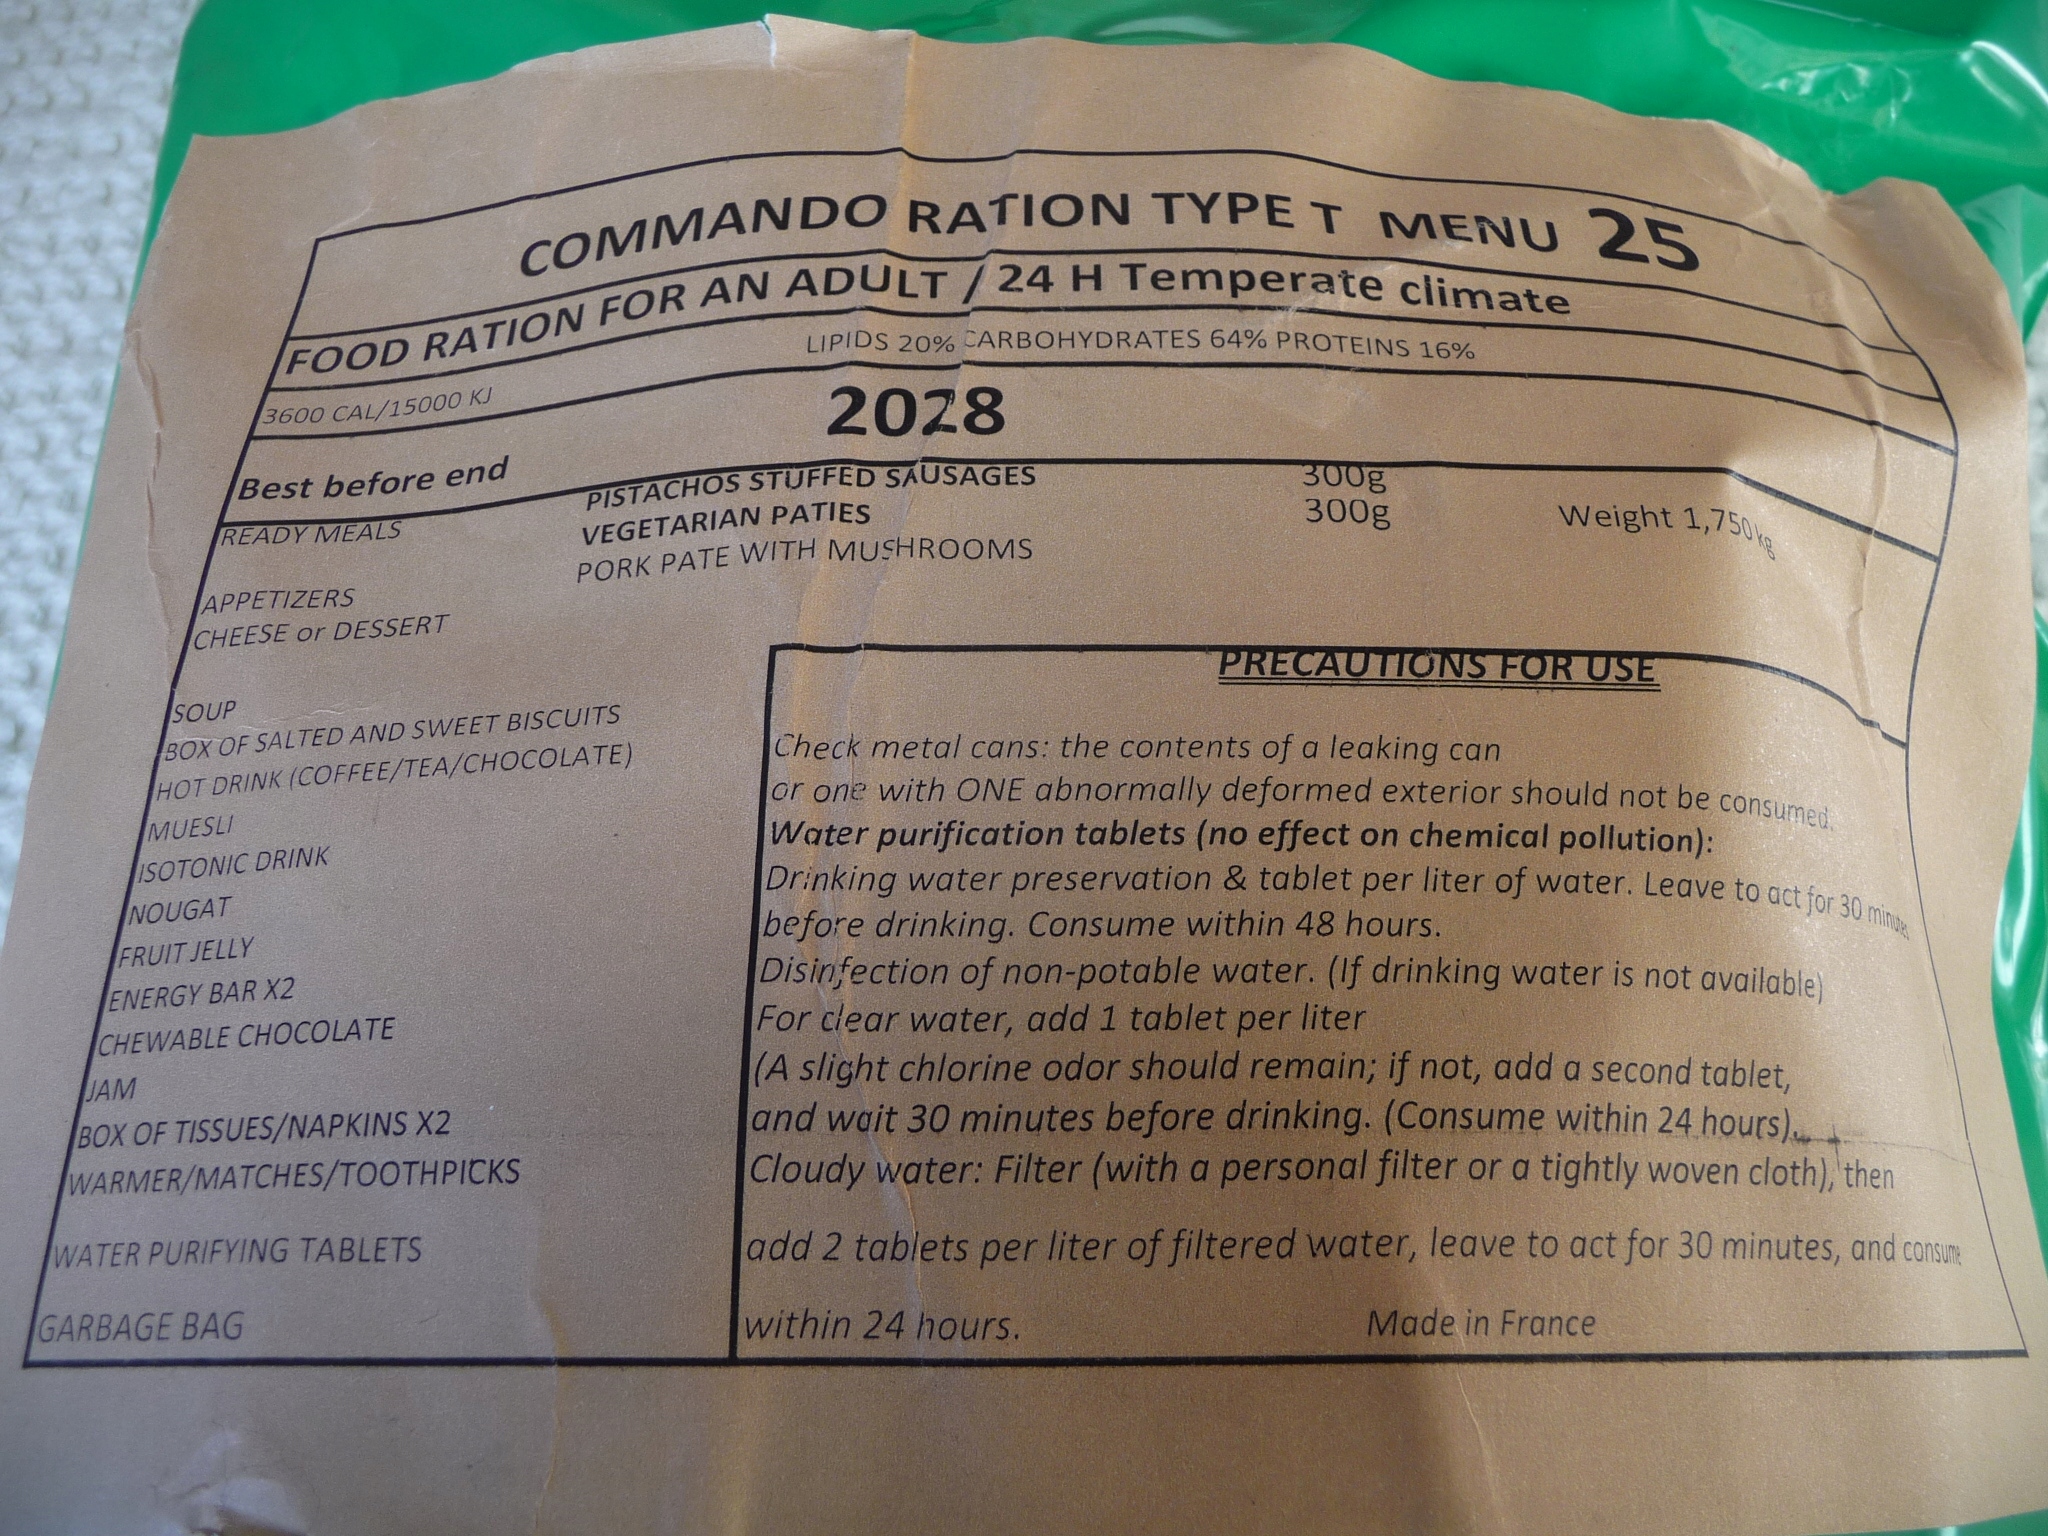 COMMANDO RATION TYPE T MENU 25
FOOD RATION FOR AN ADULT / 24 H Temperate climate
LIPIDS 20% CARBOHYDRATES 64% PROTEINS 16%
3600 CAL/15000 KJ
2028
Best before end
READY MEALS PISTACHOS STUFFED SAUSAGES 300g
VEGETARIAN PATIES 300g Weight 1,750 kg
PORK PATE WITH MUSHROOMS
APPETIZERS
CHEESE or DESSERT
SOUP
BOX OF SALTED AND SWEET BISCUITS
HOT DRINK (COFFEE/TEA/CHOCOLATE)
MUESLI
ISOTONIC DRINK
NOUGAT
FRUIT JELLY
ENERGY BAR X2
CHEWABLE CHOCOLATE
JAM
BOX OF TISSUES/NAPKINS X2
WARMER/MATCHES/TOOTHPICKS
WATER PURIFYING TABLETS
GARBAGE BAG
PRECAUTIONS FOR USE
Check metal cans: the contents of a leaking can
or one with ONE abnormally deformed exterior should not be consumed.
Water purification tablets (no effect on chemical pollution):
Drinking water preservation & tablet per liter of water. Leave to act for 30 minutes
before drinking. Consume within 48 hours.
Disinfection of non-potable water. (If drinking water is not available)
For clear water, add 1 tablet per liter
(A slight chlorine odor should remain; if not, add a second tablet,
and wait 30 minutes before drinking. (Consume within 24 hours).
Cloudy water: Filter (with a personal filter or a tightly woven cloth), then
add 2 tablets per liter of filtered water, leave to act for 30 minutes, and consume
within 24 hours. Made in France